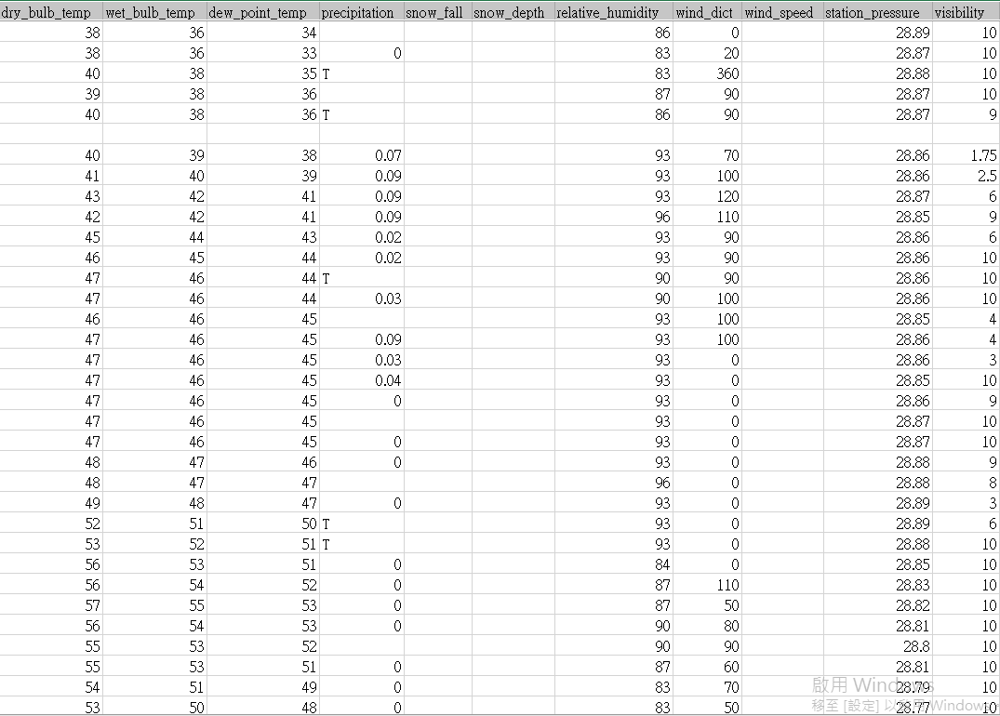 dry_bulb_temp wet_bulb_temp dew_point_temp precipitation snow_fall snow_depth relative_humidity wind_dict wind_speed station_pressure visibility
38 36 34 86 0 28.89 10
38 36 33 0 83 20 28.87 10
40 38 35 T 83 360 28.88 10
39 38 36 87 90 28.87 10
40 38 36 T 86 90 28.87 9
40 39 38 0.07 93 70 28.86 1.75
41 40 39 0.09 93 100 28.86 2.5
43 42 41 0.09 93 120 28.87 6
42 42 41 0.09 96 110 28.85 9
45 44 43 0.02 93 90 28.86 6
46 45 44 0.02 93 90 28.86 10
47 46 44 T 90 90 28.86 10
47 46 44 0.03 90 100 28.86 10
46 46 45 93 100 28.85 4
47 46 45 0.09 93 100 28.86 4
47 46 45 0.03 93 0 28.86 3
47 46 45 0.04 93 0 28.85 10
47 46 45 0 93 0 28.86 9
47 46 45 93 0 28.87 10
47 46 45 0 93 0 28.87 10
48 47 46 0 93 0 28.88 9
48 47 47 96 0 28.88 8
49 48 47 0 93 0 28.89 3
52 51 50 T 93 0 28.89 6
53 52 51 T 93 0 28.88 10
56 53 51 0 84 0 28.85 10
56 54 52 0 87 110 28.83 10
57 55 53 0 87 50 28.82 10
56 54 53 0 90 80 28.81 10
55 53 52 90 90 28.8 10
55 53 51 0 87 60 28.81 10
54 51 49 0 83 70 28.79 10
啟用 Windows
53 50 48 0 83 50 28.77 10
移至 [設定] 以啟用 Windows